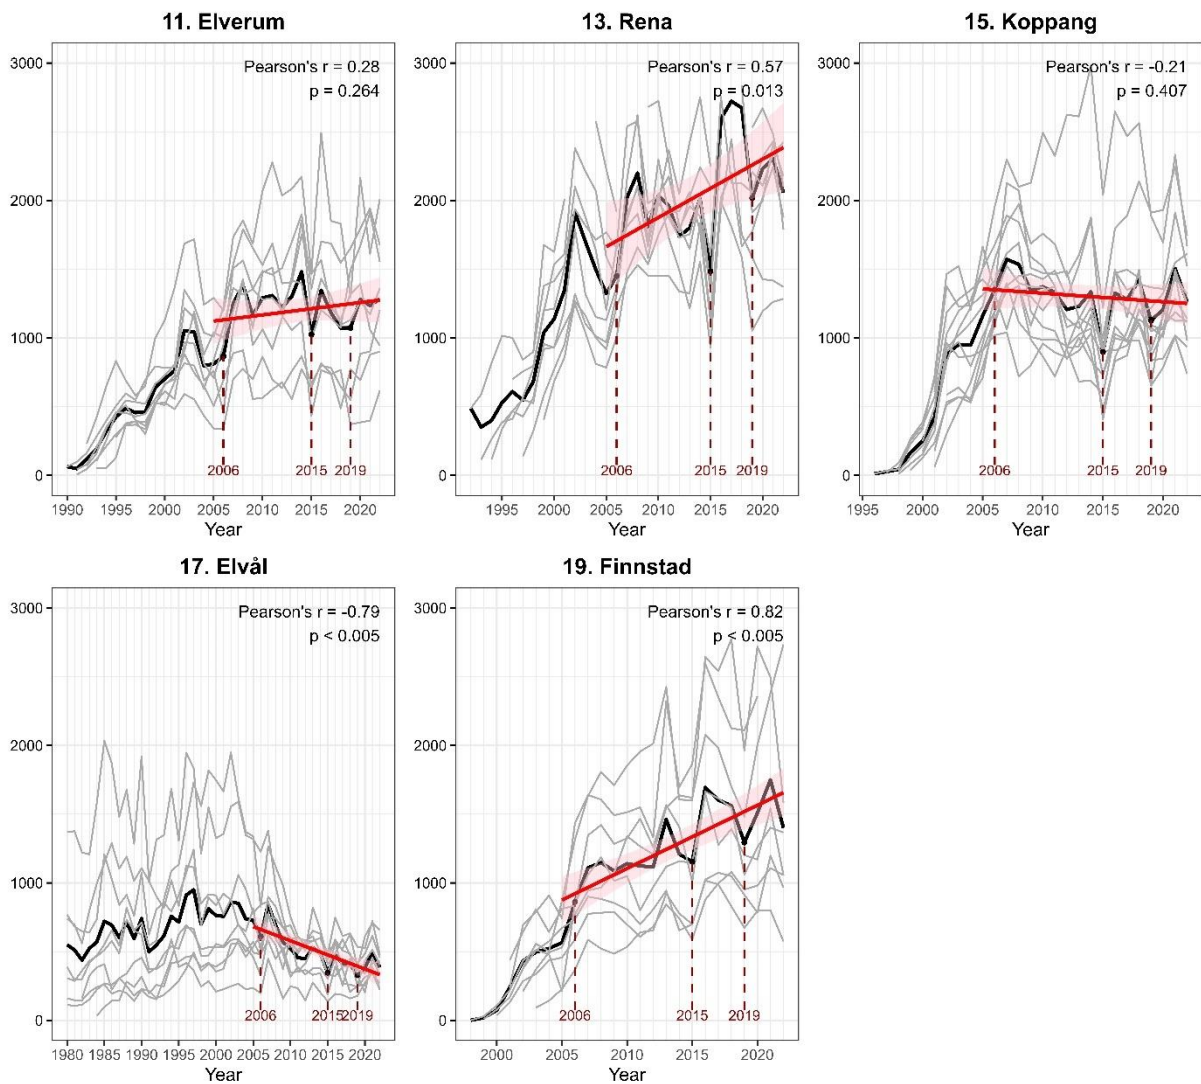 11. Elverum
13. Rena
15. Koppang
Pearson's r = 0.28
p = 0.264
Pearson's r = 0.57
p = 0.013
Pearson's r = -0.21
p = 0.407
3000
2000
1000
0
3000
2000
1000
0
3000
2000
1000
0
2006 2015 2019
2006 2015 2019
2006 2015 2019
1990 1995 2000 2005 2010 2015 2020
1995 2000 2005 2010 2015 2020
1995 2000 2005 2010 2015 2020
Year
Year
Year
17. Elvål
19. Finnstad
Pearson's r = -0.79
p < 0.005
Pearson's r = 0.82
p < 0.005
3000
2000
1000
0
3000
2000
1000
0
2006 2015 2019
2006 2015 2019
1980 1985 1990 1995 2000 2005 2010 2015 2020
2000 2005 2010 2015 2020
Year
Year